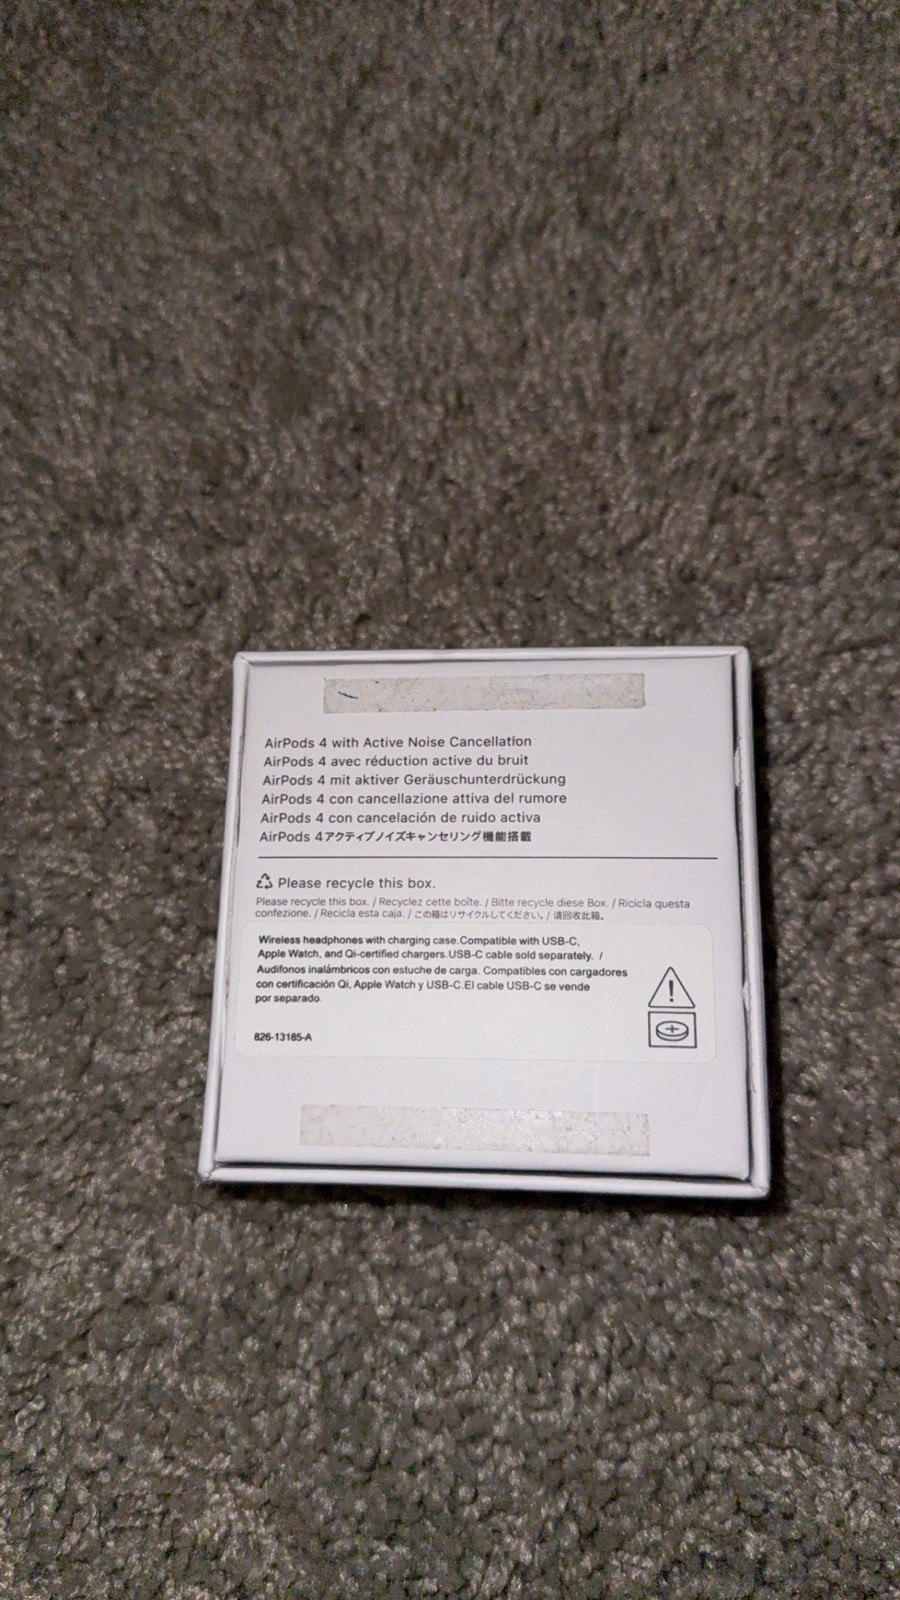 AirPods 4 with Active Noise Cancellation
AirPods 4 avec réduction active du bruit
AirPods 4 mit aktiver Geräuschunterdrückung
AirPods 4 con cancellazione attiva del rumore
AirPods 4 con cancelación de ruido activa
AirPods 4アクティブノイズキャンセリング機能搭載
Please recycle this box.
Please recycle this box. / Recyclez cette boîte. / Bitte recycle diese Box. / Ricicla questa
confezione. / Recicla esta caja. / この箱はリサイクルしてください。 / 请回收此箱。
Wireless headphones with charging case.Compatible with USB-C,
Apple Watch, and Qi-certified chargers.USB-C cable sold separately. /
Audífonos inalámbricos con estuche de carga. Compatibles con cargadores
con certificación Qi, Apple Watch y USB-C.El cable USB-C se vende
por separado.
826-13185-A